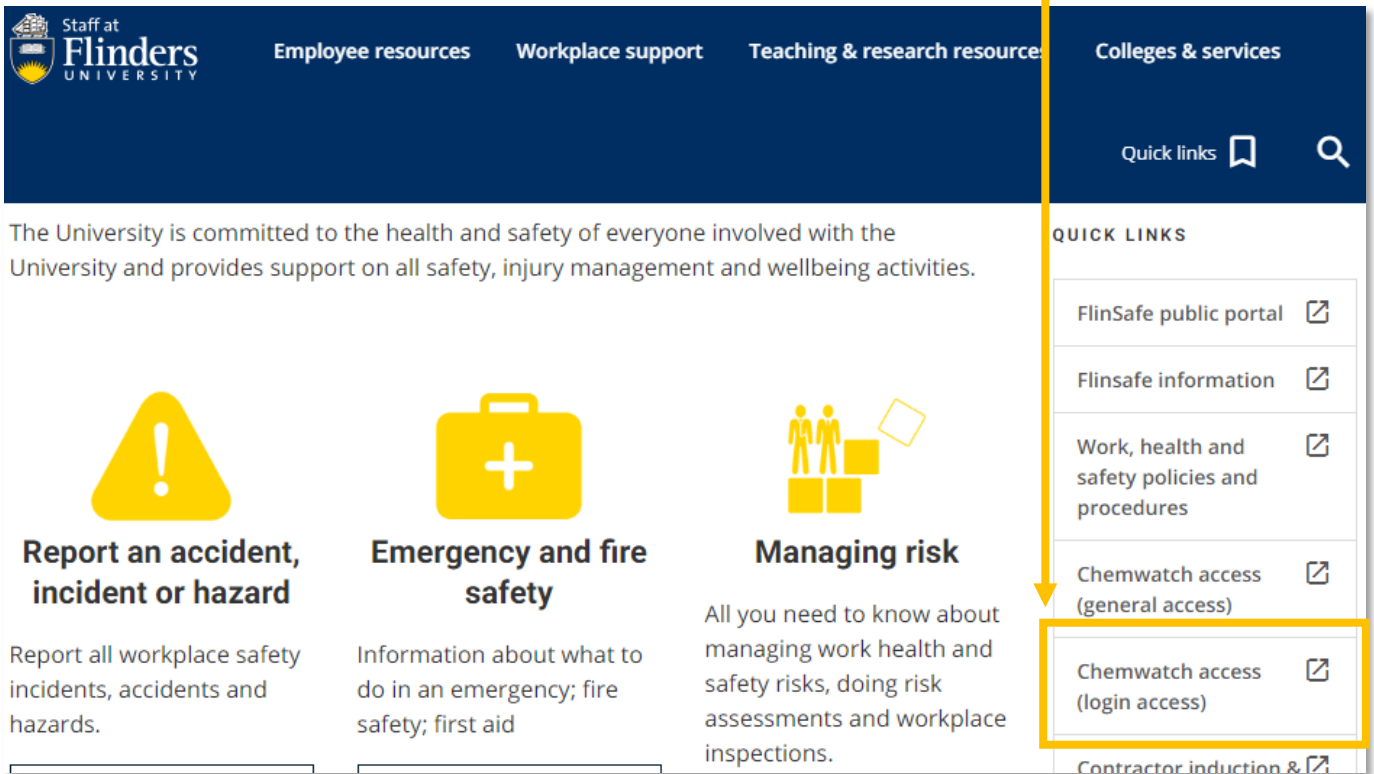 Staff at
Flinders
UNIVERSITY
Employee resources
Workplace support
Teaching & research resources
Colleges & services
Quick links
The University is committed to the health and safety of everyone involved with the
University and provides support on all safety, injury management and wellbeing activities.
Report an accident,
incident or hazard
Report all workplace safety
incidents, accidents and
hazards.
Emergency and fire
safety
Information about what to
do in an emergency; fire
safety; first aid
Managing risk
All you need to know about
managing work health and
safety risks, doing risk
assessments and workplace
inspections.
QUICK LINKS
FlinSafe public portal
Flinsafe information
Work, health and
safety policies and
procedures
Chemwatch access
(general access)
Chemwatch access
(login access)
Contractor induction &